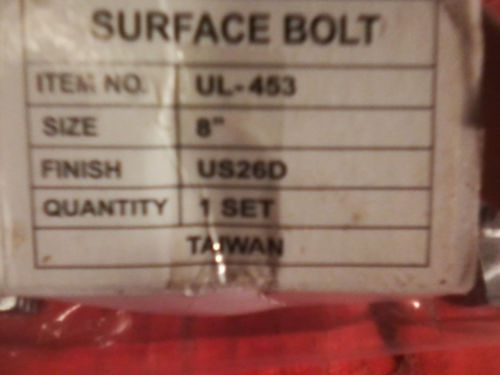 SURFACE BOLT
ITEM NO. UL-453
SIZE 8"
FINISH US26D
QUANTITY 1 SET
TAIWAN